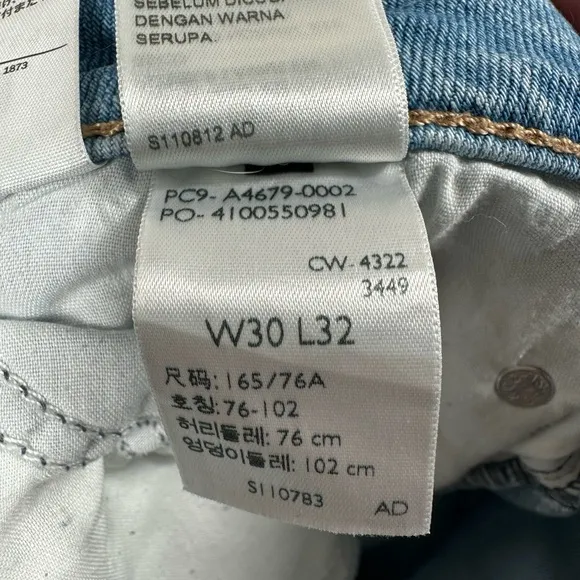 1873
SEBELUM DICUCI
DENGAN WARNA
SERUPA.
S110812 AD
PC9- A4679-0002
PO- 4100550981
CW- 4322
3449
W30 L32
尺码: 165/76A
호칭: 76-102
허리둘레: 76 cm
엉덩이둘레: 102 cm
S110783 AD